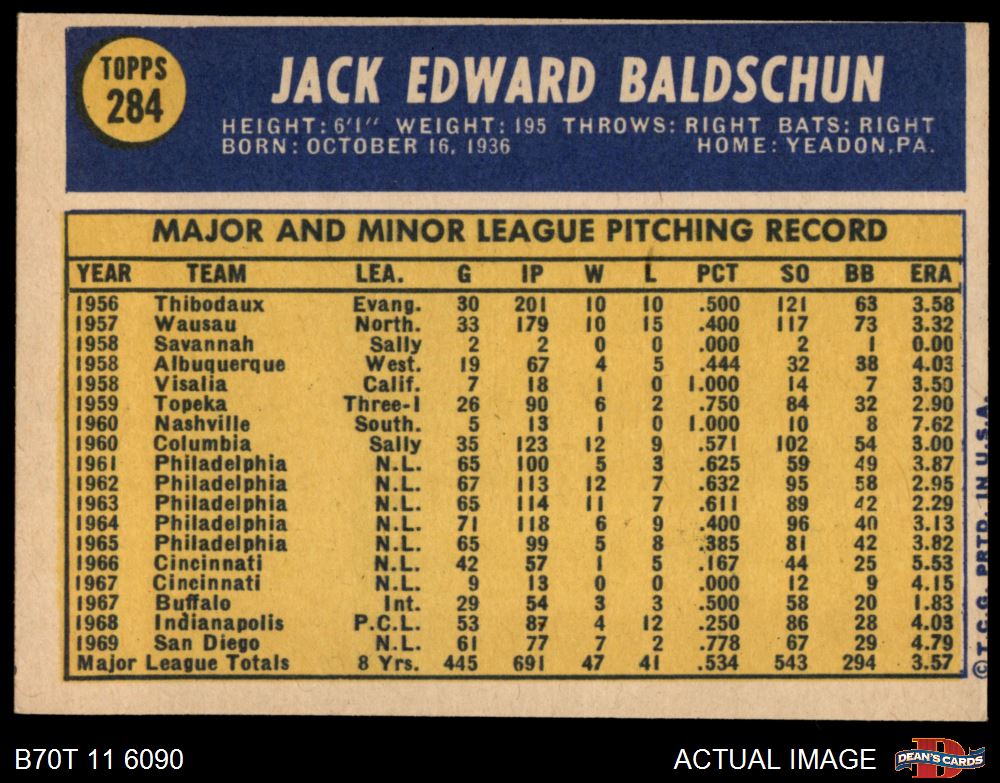 TOPPS
284
JACK EDWARD BALDSCHUN
HEIGHT: 6'1" WEIGHT: 195 THROWS: RIGHT BATS: RIGHT
BORN: OCTOBER 16, 1936 HOME: YEADON, PA.
MAJOR AND MINOR LEAGUE PITCHING RECORD
YEAR TEAM LEA. G IP W L PCT SO BB ERA
1956 Thibodaux Evang. 30 201 10 10 .500 121 63 3.58
1957 Wausau North. 33 179 10 15 .400 117 73 3.32
1958 Savannah Sally 2 2 0 0 .000 2 1 0.00
1958 Albuquerque West. 19 67 4 5 .444 32 38 4.03
1958 Visalia Calif. 7 18 1 0 1.000 14 7 3.50
1959 Topeka Three-I 26 90 6 2 .750 84 32 2.90
1960 Nashville South. 5 13 1 0 1.000 10 8 7.62
1960 Columbia Sally 35 123 12 9 .571 102 54 3.00
1961 Philadelphia N.L. 65 100 5 3 .625 59 49 3.87
1962 Philadelphia N.L. 67 113 12 7 .632 95 58 2.95
1963 Philadelphia N.L. 65 114 11 7 .611 89 42 2.29
1964 Philadelphia N.L. 71 118 6 9 .400 96 40 3.13
1965 Philadelphia N.L. 65 99 5 8 .385 81 42 3.82
1966 Cincinnati N.L. 42 57 1 5 .167 44 25 5.53
1967 Cincinnati N.L. 9 13 0 0 .000 12 9 4.15
1967 Buffalo Int. 29 54 3 3 .500 58 20 1.83
1968 Indianapolis P.C.L. 53 87 4 12 .250 86 28 4.03
1969 San Diego N.L. 61 77 7 2 .778 67 29 4.79
Major League Totals 8 Yrs. 445 691 47 41 .534 543 294 3.57
©T.C.G. PRTD. IN U.S.A.
B70T 11 6090
ACTUAL IMAGE
D
DEAN'S CARDS